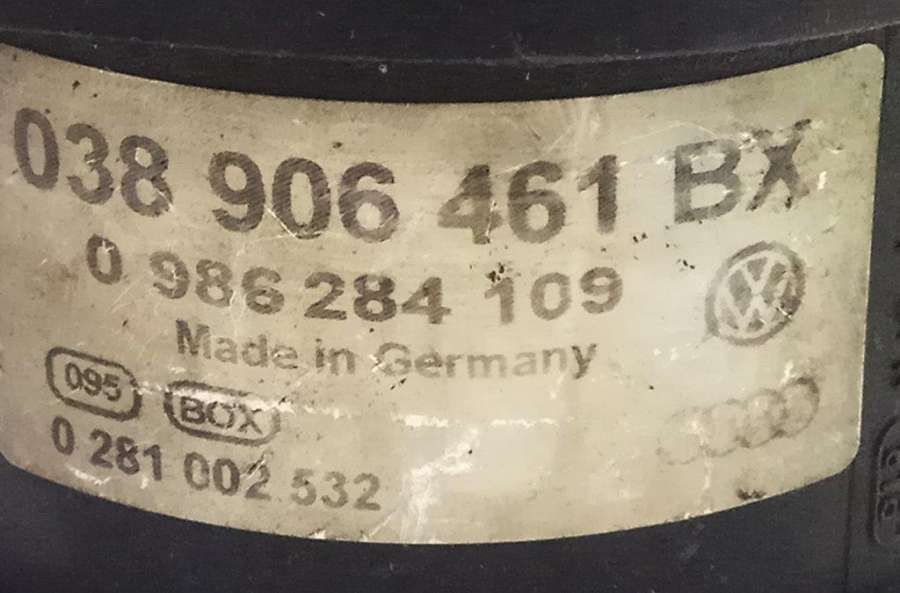 038 906 461 BX
0 986 284 109
Made in Germany
095 BOX
0 281 002 532